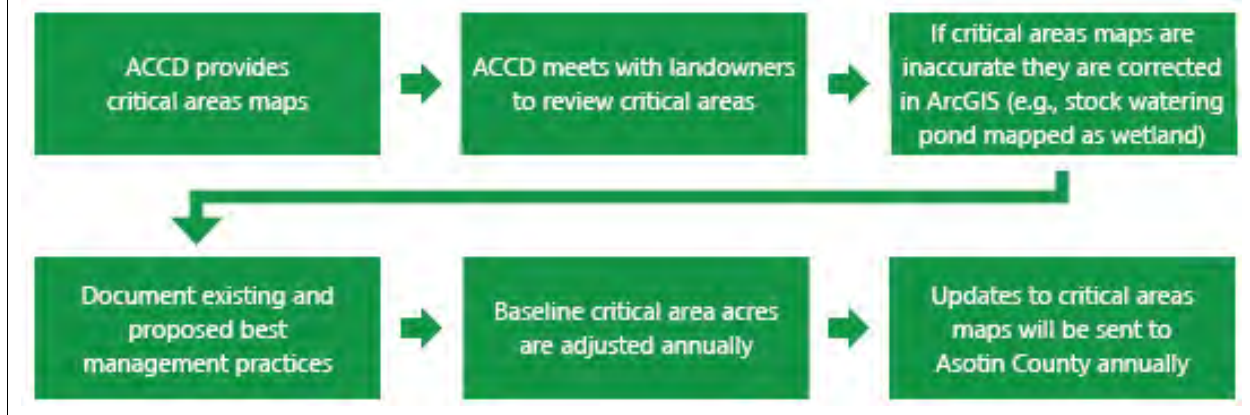 ACCD provides
critical areas maps
ACCD meets with landowners
to review critical areas
If critical areas maps are
inaccurate they are corrected
in ArcGIS (e.g., stock watering
pond mapped as wetland)
Document existing and
proposed best
management practices
Baseline critical area acres
are adjusted annually
Updates to critical areas
maps will be sent to
Asotin County annually